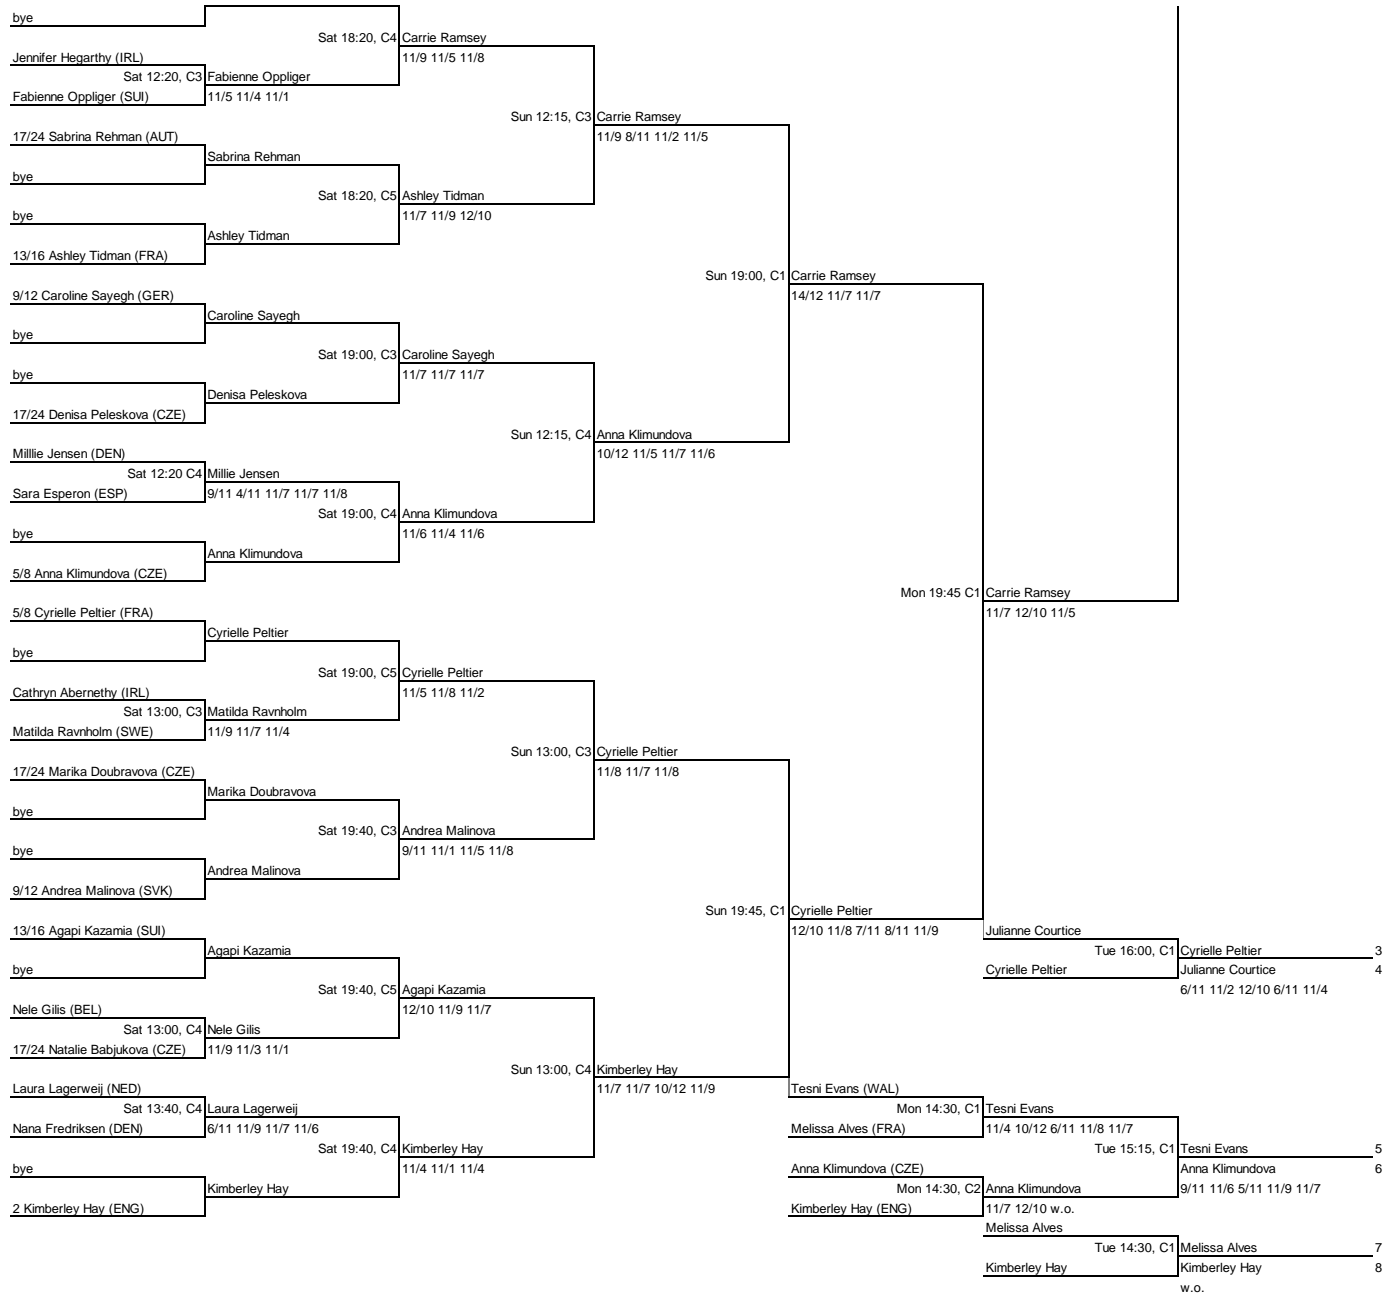 bye
Sat 18:20, C4 Carrie Ramsey
Jennifer Hegarthy (IRL)
11/9 11/5 11/8
Sat 12:20, C3 Fabienne Oppliger
Fabienne Oppliger (SUI)
11/5 11/4 11/1
Sun 12:15, C3 Carrie Ramsey
17/24 Sabrina Rehman (AUT)
11/9 8/11 11/2 11/5
Sabrina Rehman
bye
Sat 18:20, C5 Ashley Tidman
11/7 11/9 12/10
bye
Ashley Tidman
13/16 Ashley Tidman (FRA)
Sun 19:00, C1 Carrie Ramsey
9/12 Caroline Sayegh (GER)
14/12 11/7 11/7
Caroline Sayegh
bye
Sat 19:00, C3 Caroline Sayegh
bye
11/7 11/7 11/7
Denisa Peleskova
17/24 Denisa Peleskova (CZE)
Sun 12:15, C4 Anna Klimundova
Milllie Jensen (DEN)
10/12 11/5 11/7 11/6
Sat 12:20 C4 Millie Jensen
Sara Esperon (ESP)
9/11 4/11 11/7 11/7 11/8
Sat 19:00, C4 Anna Klimundova
bye
11/6 11/4 11/6
Anna Klimundova
5/8 Anna Klimundova (CZE)
Mon 19:45 C1 Carrie Ramsey
5/8 Cyrielle Peltier (FRA)
11/7 12/10 11/5
Cyrielle Peltier
bye
Sat 19:00, C5 Cyrielle Peltier
Cathryn Abernethy (IRL)
11/5 11/8 11/2
Sat 13:00, C3 Matilda Ravnholm
Matilda Ravnholm (SWE)
11/9 11/7 11/4
Sun 13:00, C3 Cyrielle Peltier
17/24 Marika Doubravova (CZE)
11/8 11/7 11/8
Marika Doubravova
bye
Sat 19:40, C3 Andrea Malinova
bye
9/11 11/1 11/5 11/8
Andrea Malinova
9/12 Andrea Malinova (SVK)
Sun 19:45, C1 Cyrielle Peltier
13/16 Agapi Kazamia (SUI)
12/10 11/8 7/11 8/11 11/9
Julianne Courtice
Agapi Kazamia
Tue 16:00, C1 Cyrielle Peltier 3
bye
Cyrielle Peltier
Julianne Courtice 4
Sat 19:40, C5 Agapi Kazamia
6/11 11/2 12/10 6/11 11/4
Nele Gilis (BEL)
12/10 11/9 11/7
Sat 13:00, C4 Nele Gilis
17/24 Natalie Babjukova (CZE)
11/9 11/3 11/1
Sun 13:00, C4 Kimberley Hay
Laura Lagerweij (NED)
11/7 11/7 10/12 11/9
Tesni Evans (WAL)
Sat 13:40, C4 Laura Lagerweij
Mon 14:30, C1 Tesni Evans
Nana Fredriksen (DEN)
6/11 11/9 11/7 11/6
Melissa Alves (FRA)
11/4 10/12 6/11 11/8 11/7
Sat 19:40, C4 Kimberley Hay
Tue 15:15, C1 Tesni Evans 5
bye
11/4 11/1 11/4
Anna Klimundova (CZE)
Anna Klimundova 6
Kimberley Hay
Mon 14:30, C2 Anna Klimundova
9/11 11/6 5/11 11/9 11/7
2 Kimberley Hay (ENG)
Kimberley Hay (ENG)
11/7 12/10 w.o.
Melissa Alves
Tue 14:30, C1 Melissa Alves 7
Kimberley Hay
Kimberley Hay 8
w.o.